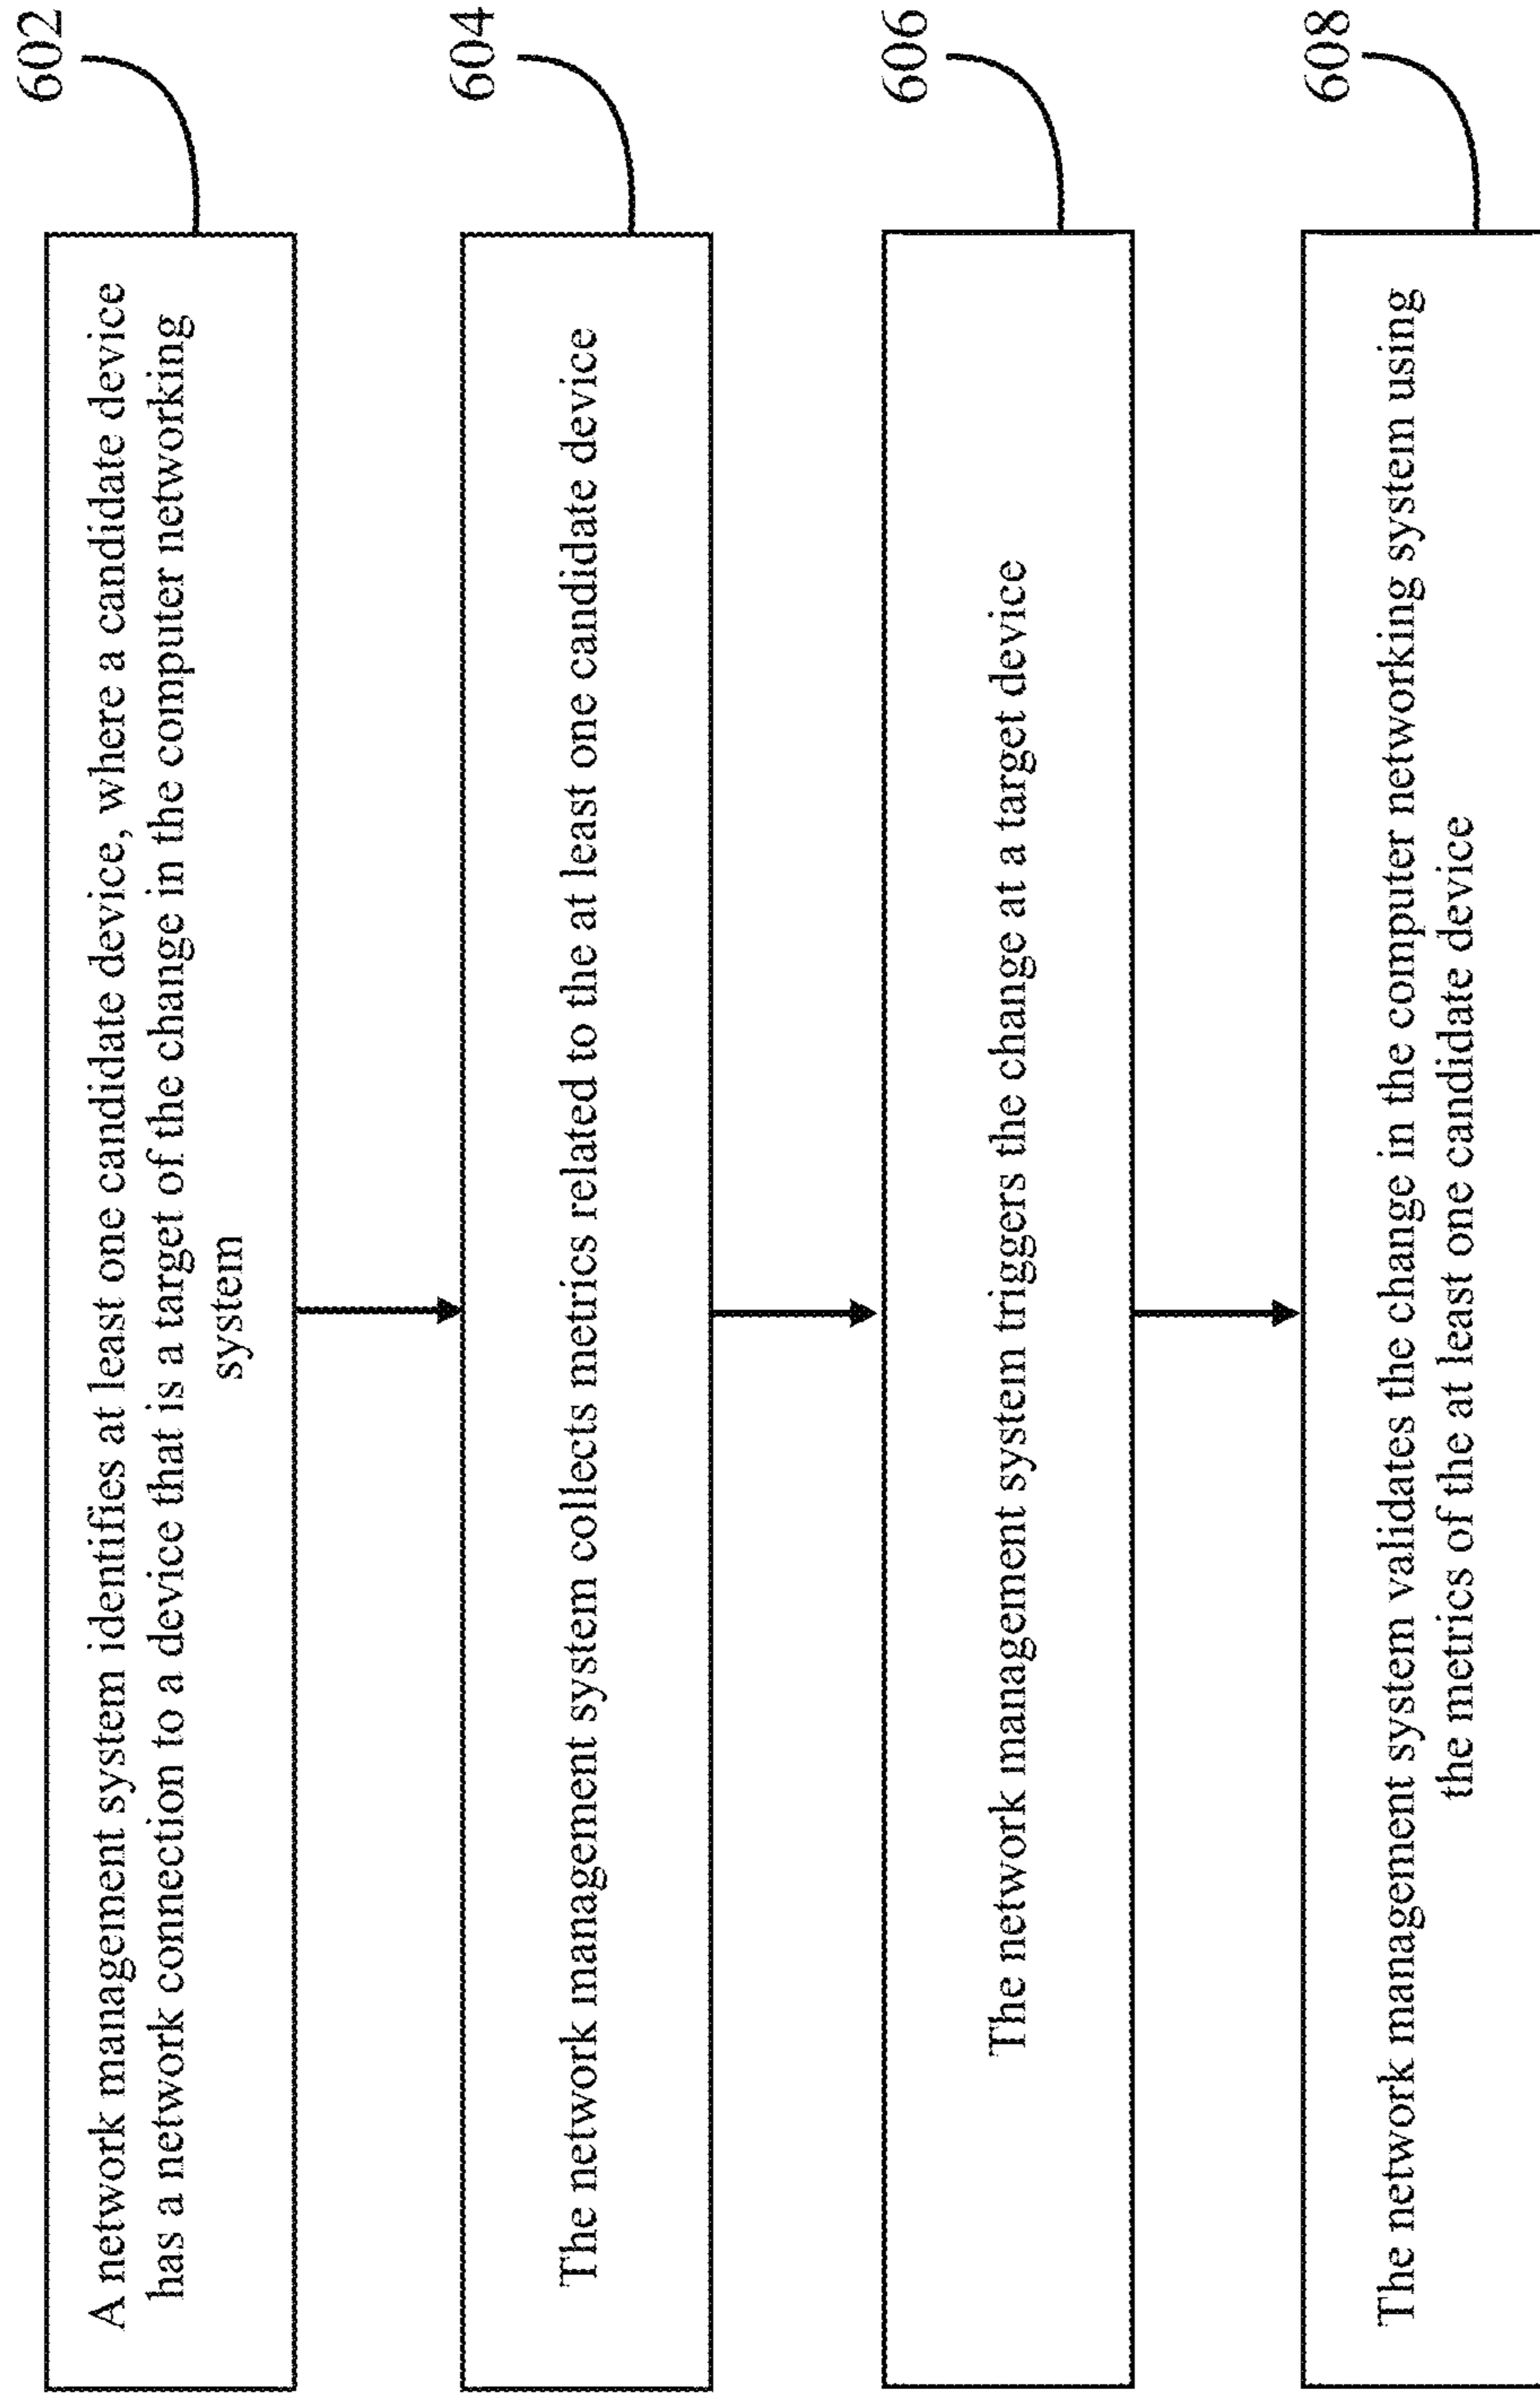 602
A network management system identifies at least one candidate device, where a candidate device
has a network connection to a device that is a target of the change in the computer networking
system
604
The network management system collects metrics related to the at least one candidate device
606
The network management system triggers the change at a target device
608
The network management system validates the change in the computer networking system using
the metrics of the at least one candidate device